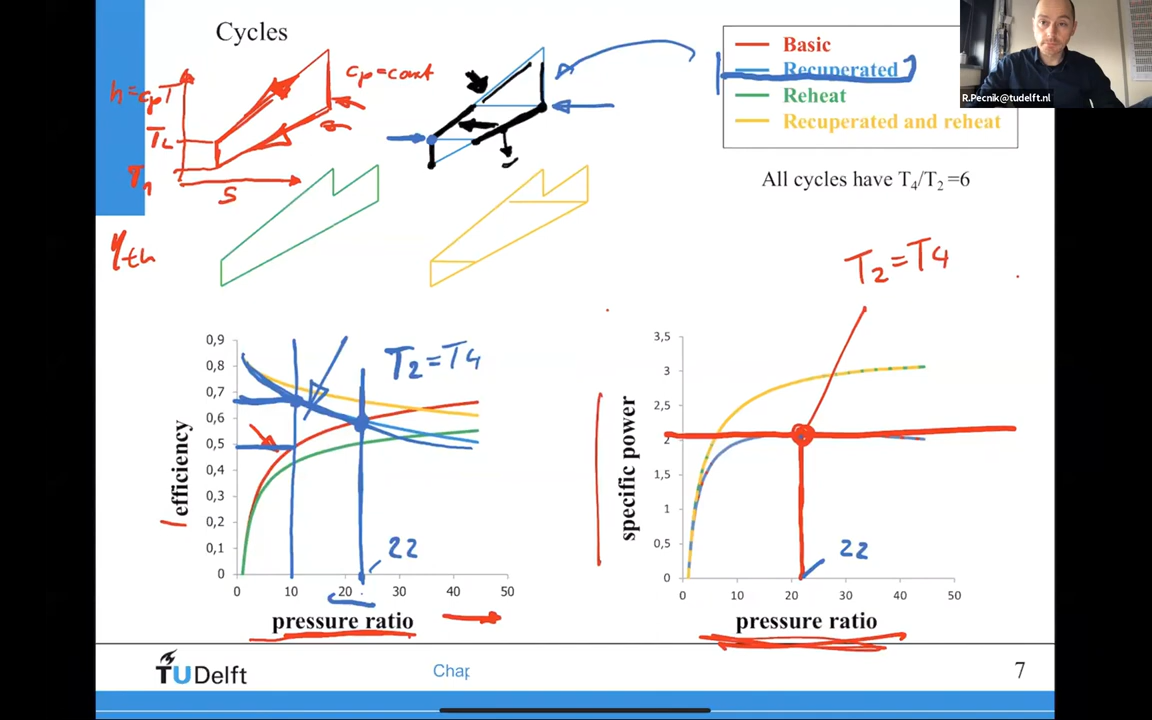 Cycles
h=cpT
cp=const
T2
T1
S
ηth
Basic
Recuperated
Reheat
Recuperated and reheat
R.Pecnik@tudelft.nl
All cycles have T4/T2 =6
T2=T4
T2=T4
0,9
0,8
0,7
0,6
0,5
0,4
0,3
0,2
0,1
0
0 10 20 30 40 50
efficiency
22
pressure ratio
3,5
3
2,5
2
1,5
1
0,5
0
0 10 20 30 40 50
specific power
22
pressure ratio
TUDelft
Chap
7